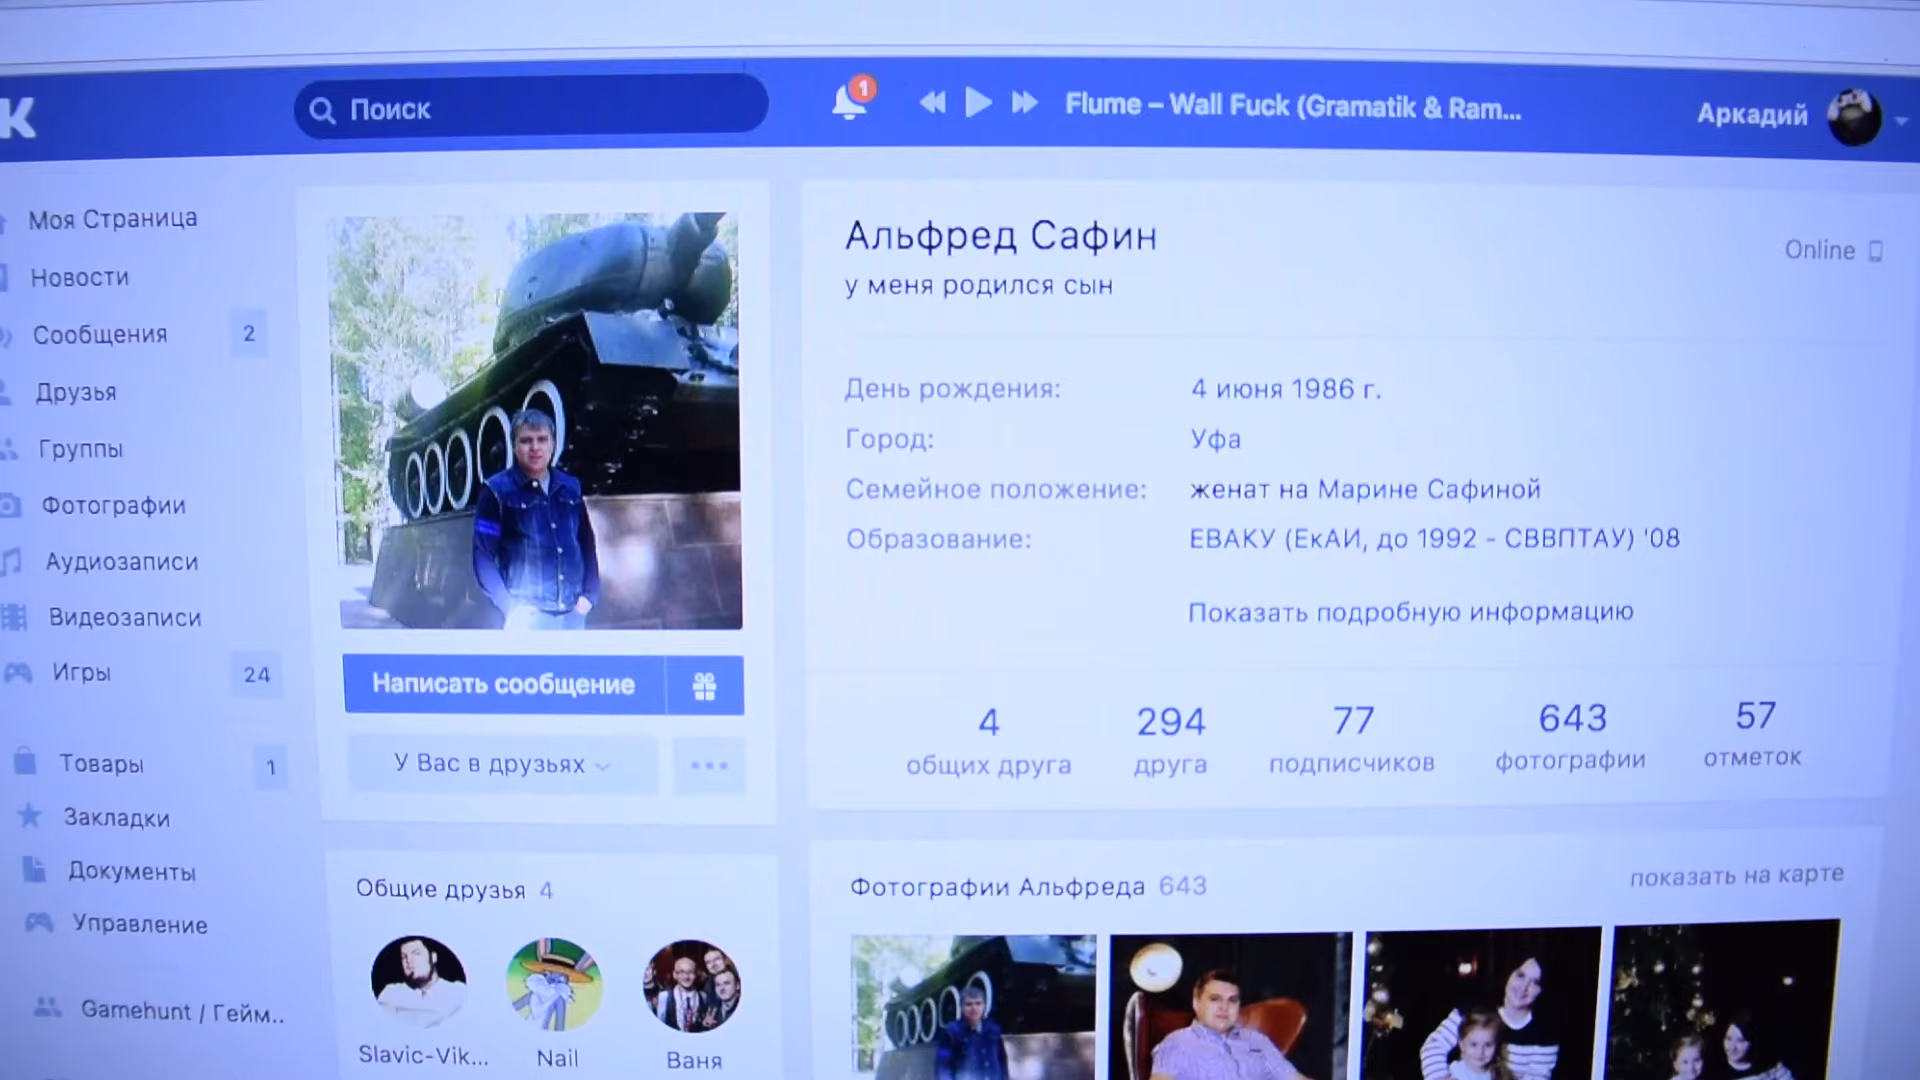 K
Поиск
1
Flume – Wall Fuck (Gramatik & Ram...
Аркадий
Моя Страница
Новости
Сообщения 2
Друзья
Группы
Фотографии
Аудиозаписи
Видеозаписи
Игры 24
Товары 1
Закладки
Документы
Управление
Gamehunt / Гейм..
Написать сообщение
У Вас в друзьях
Общие друзья 4
Slavic-Vik...
Nail
Ваня
Альфред Сафин
Online
у меня родился сын
День рождения: 4 июня 1986 г.
Город: Уфа
Семейное положение: женат на Марине Сафиной
Образование: ЕВАКУ (ЕкАИ, до 1992 - СВВПТАУ) '08
Показать подробную информацию
4 294 77 643 57
общих друга друга подписчиков фотографии отметок
Фотографии Альфреда 643
показать на карте